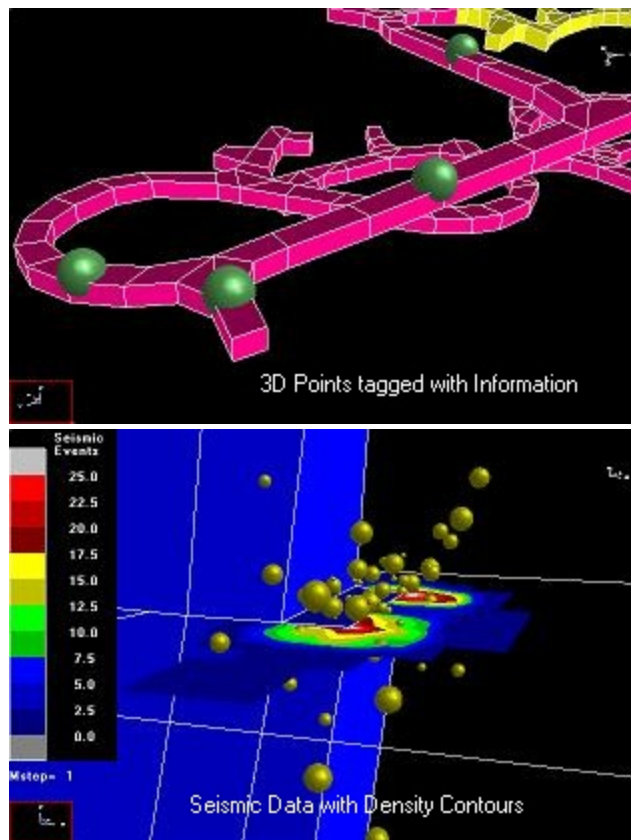 3D Points tagged with Information
Seismic
Events
25.0
22.5
20.0
17.5
15.0
12.5
10.0
7.5
5.0
2.5
0.0
Mstep= 1
Seismic Data with Density Contours